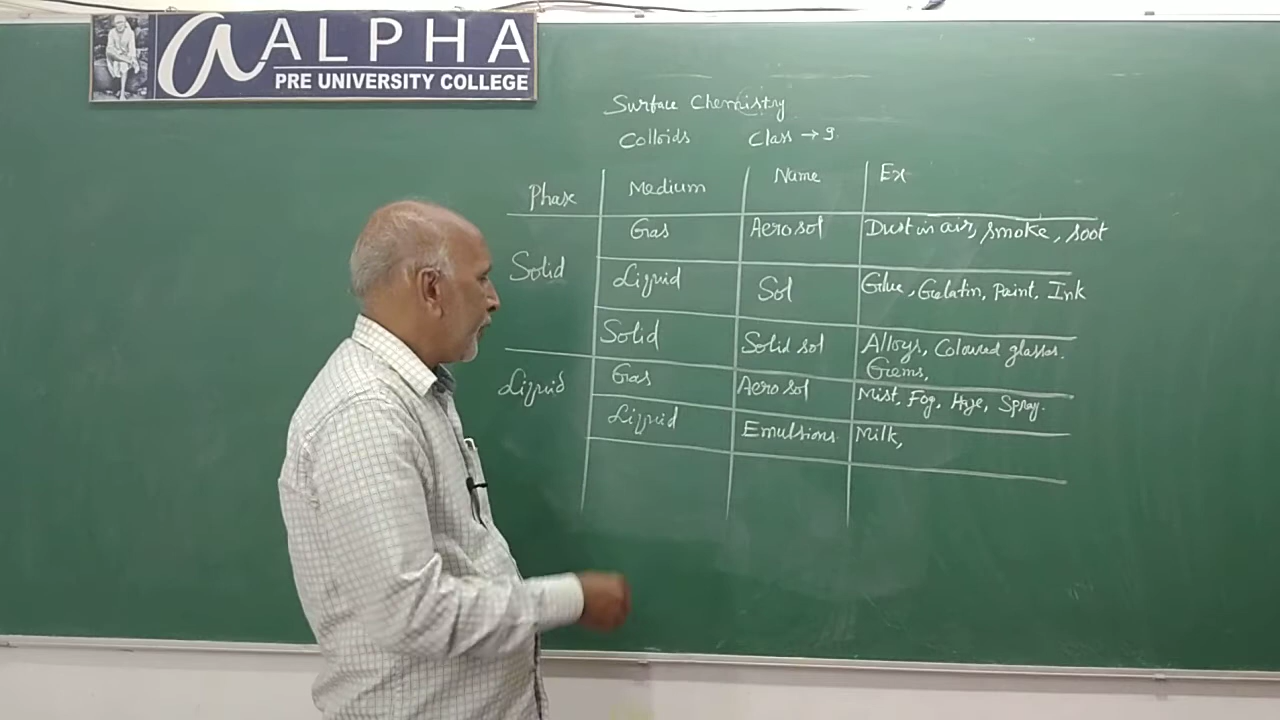 ALPHA
PRE UNIVERSITY COLLEGE
Surface Chemistry
Colloids Class → 9
Phase Medium Name Ex
Solid Gas Aerosol Dust in air, smoke, soot
Liquid Sol Glue, Gelatin, Paint, Ink
Solid Solid sol Alloys, Coloured glasses.
Gems,
Liquid Gas Aerosol Mist, Fog, Haze, Spray.
Liquid Emulsions Milk,